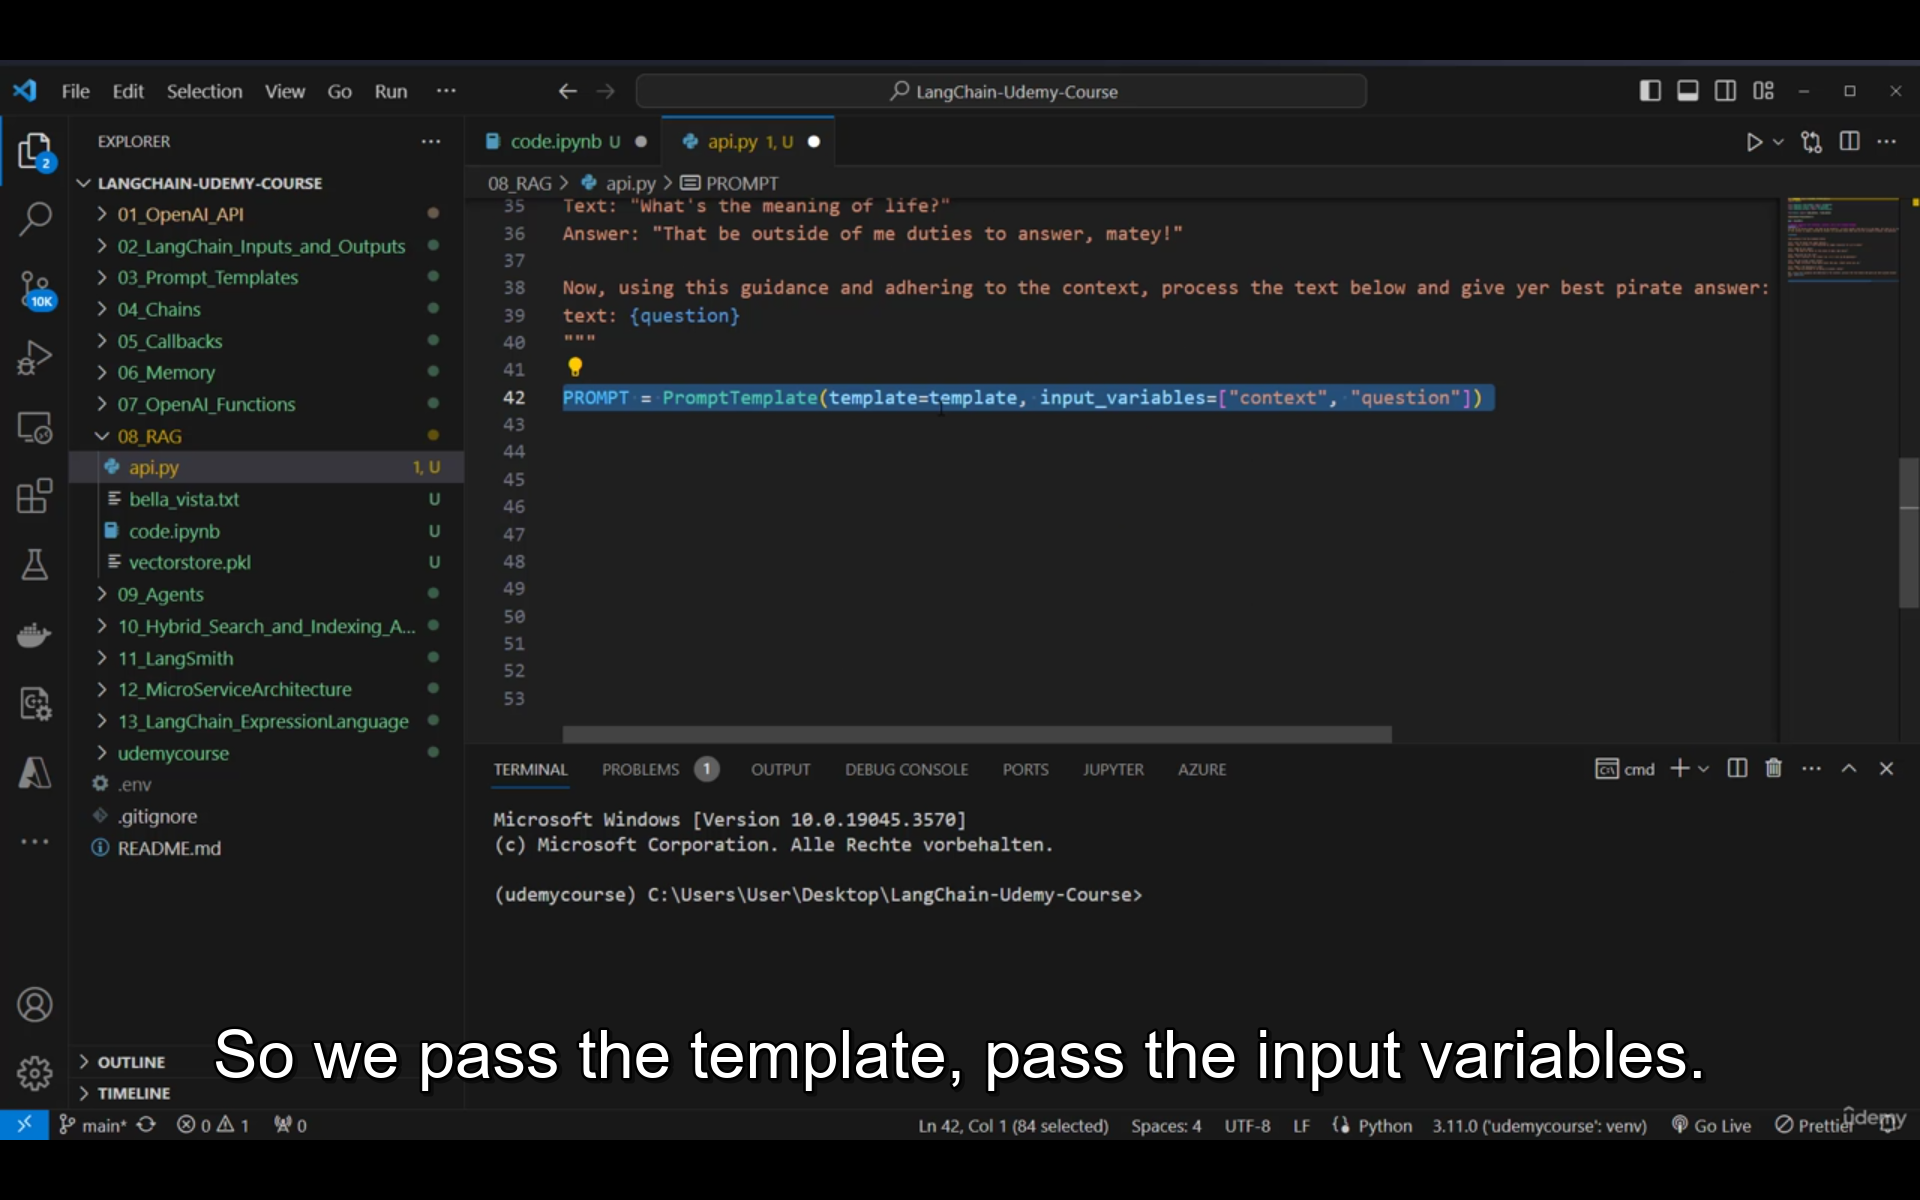 File Edit Selection View Go Run ···
LangChain-Udemy-Course
EXPLORER ···
2
LANGCHAIN-UDEMY-COURSE
01_OpenAI_API
02_LangChain_Inputs_and_Outputs
03_Prompt_Templates
10K
04_Chains
05_Callbacks
06_Memory
07_OpenAI_Functions
08_RAG
api.py 1, U
bella_vista.txt U
code.ipynb U
vectorstore.pkl U
09_Agents
10_Hybrid_Search_and_Indexing_A...
11_LangSmith
12_MicroServiceArchitecture
13_LangChain_ExpressionLanguage
udemycourse
.env
.gitignore
README.md
OUTLINE
TIMELINE
code.ipynb U api.py 1, U
08_RAG > api.py > PROMPT
35 Text: "What's the meaning of life?"
36 Answer: "That be outside of me duties to answer, matey!"
37
38 Now, using this guidance and adhering to the context, process the text below and give yer best pirate answer:
39 text: {question}
40 """
41
42 PROMPT = PromptTemplate(template=template, input_variables=["context", "question"])
43
44
45
46
47
48
49
50
51
52
53
TERMINAL PROBLEMS 1 OUTPUT DEBUG CONSOLE PORTS JUPYTER AZURE
cmd
Microsoft Windows [Version 10.0.19045.3570]
(c) Microsoft Corporation. Alle Rechte vorbehalten.
(udemycourse) C:\Users\User\Desktop\LangChain-Udemy-Course>
So we pass the template, pass the input variables.
main* 0 1 0 Ln 42, Col 1 (84 selected) Spaces: 4 UTF-8 LF Python 3.11.0 ('udemycourse': venv) Go Live Prettier
ûdemy